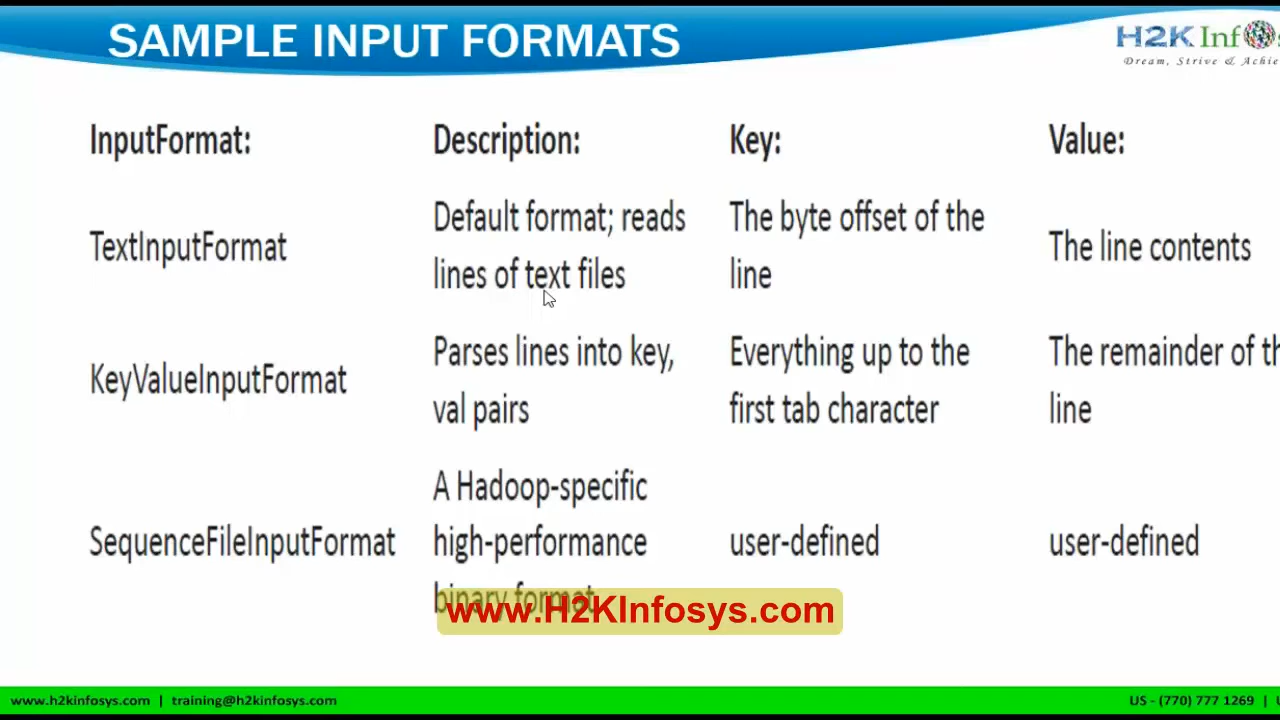 SAMPLE INPUT FORMATS
H2K Inf
Dream, Strive & Achie
InputFormat: Description: Key: Value:
TextInputFormat
Default format; reads
lines of text files
The byte offset of the
line
The line contents
KeyValueInputFormat
Parses lines into key,
val pairs
Everything up to the
first tab character
The remainder of th
line
SequenceFileInputFormat
A Hadoop-specific
high-performance
binary format
user-defined
user-defined
www.H2KInfosys.com
www.h2kinfosys.com | training@h2kinfosys.com
US - (770) 777 1269 |